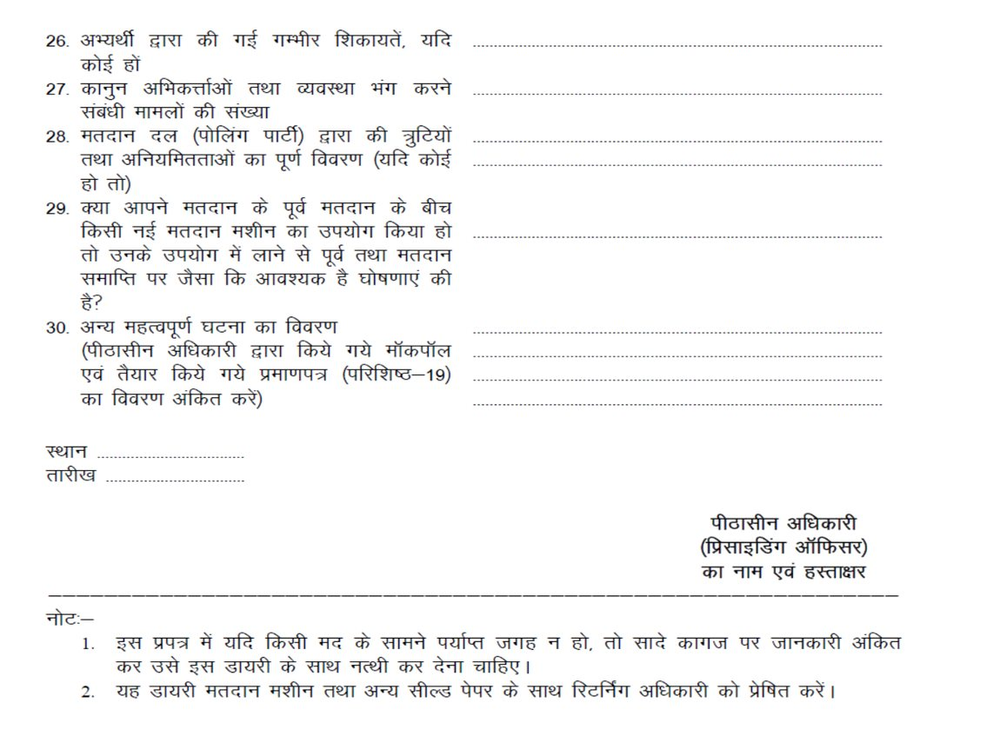 26. अभ्यर्थी द्वारा की गई गम्भीर शिकायतें, यदि ........................
कोई हों
27. कानुन अभिकर्त्ताओं तथा व्यवस्था भंग करने ........................
संबंधी मामलों की संख्या
28. मतदान दल (पोलिंग पार्टी) द्वारा की त्रुटियों ........................
तथा अनियमितताओं का पूर्ण विवरण (यदि कोई ........................
हो तो)
29. क्या आपने मतदान के पूर्व मतदान के बीच
किसी नई मतदान मशीन का उपयोग किया हो ........................
तो उनके उपयोग में लाने से पूर्व तथा मतदान
समाप्ति पर जैसा कि आवश्यक है घोषणाएं की
है?
30. अन्य महत्वपूर्ण घटना का विवरण ........................
(पीठासीन अधिकारी द्वारा किये गये मॉकपॉल ........................
एवं तैयार किये गये प्रमाणपत्र (परिशिष्ठ–19) ........................
का विवरण अंकित करें) ........................
स्थान ........................
तारीख ........................
पीठासीन अधिकारी
(प्रिसाइडिंग ऑफिसर)
का नाम एवं हस्ताक्षर
नोटः–
1. इस प्रपत्र में यदि किसी मद के सामने पर्याप्त जगह न हो, तो सादे कागज पर जानकारी अंकित
कर उसे इस डायरी के साथ नत्थी कर देना चाहिए।
2. यह डायरी मतदान मशीन तथा अन्य सील्ड पेपर के साथ रिटर्निंग अधिकारी को प्रेषित करें।